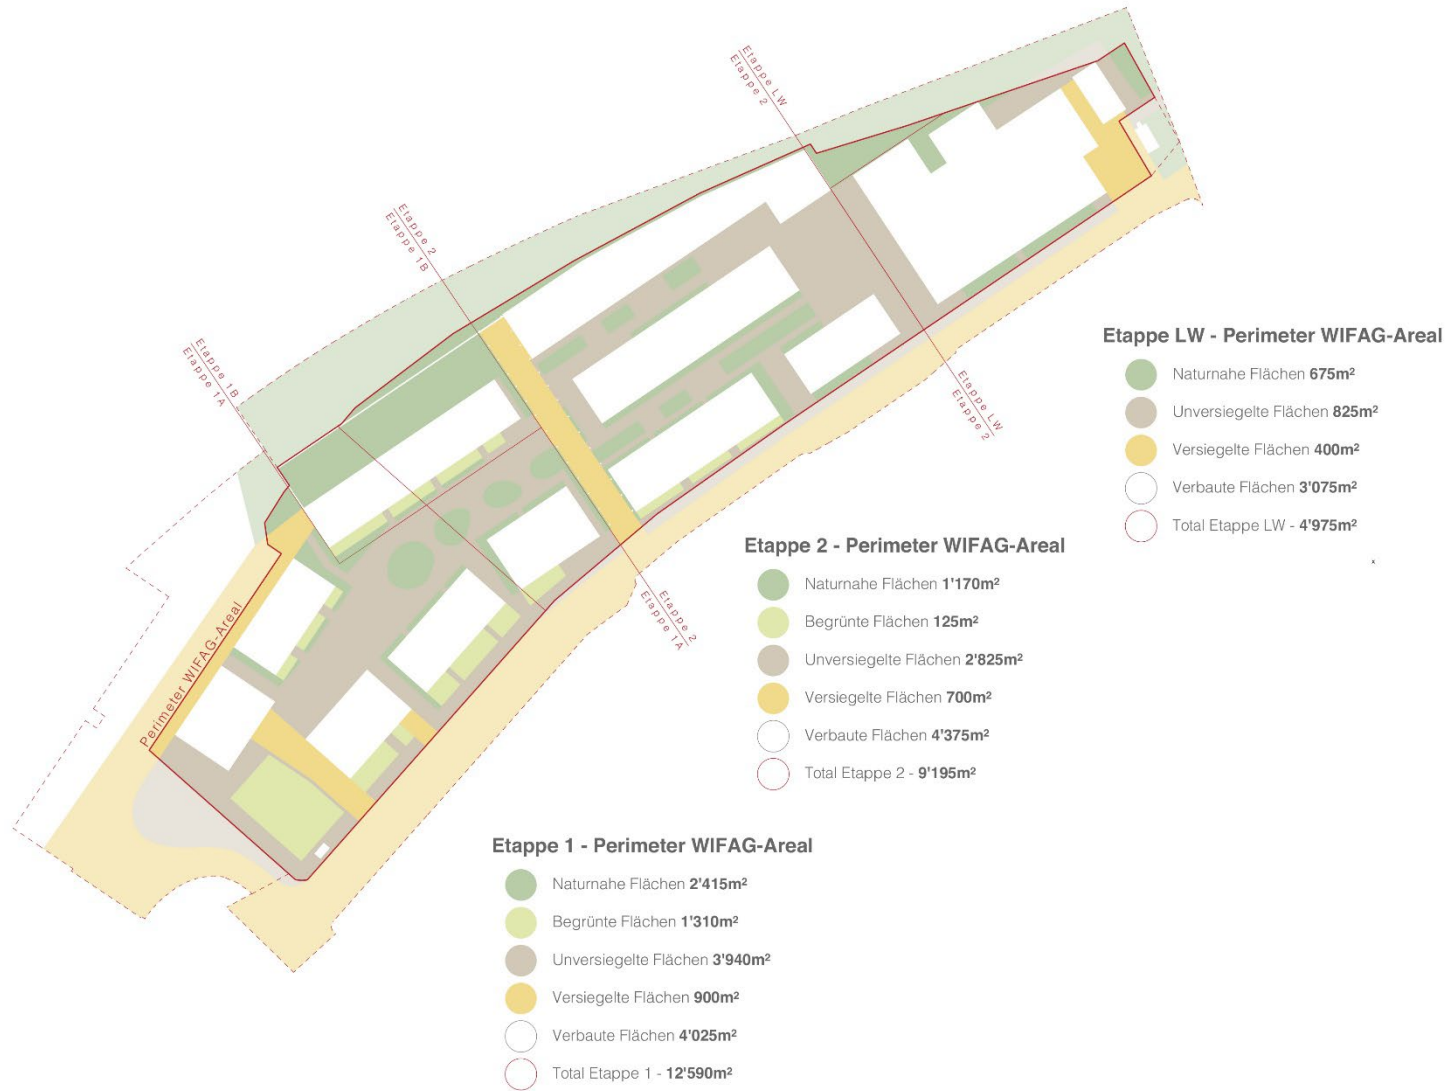 Etappe LW
Etappe 2
Etappe 2
Etappe 1B
Etappe 1B
Etappe 1A
Perimeter WIFAG-Areal
Etappe LW
Etappe 2
Etappe 2
Etappe 1A
Etappe LW - Perimeter WIFAG-Areal
Naturnahe Flächen 675m²
Unversiegelte Flächen 825m²
Versiegelte Flächen 400m²
Verbaute Flächen 3'075m²
Total Etappe LW - 4'975m²
x
Etappe 2 - Perimeter WIFAG-Areal
Naturnahe Flächen 1'170m²
Begrünte Flächen 125m²
Unversiegelte Flächen 2'825m²
Versiegelte Flächen 700m²
Verbaute Flächen 4'375m²
Total Etappe 2 - 9'195m²
Etappe 1 - Perimeter WIFAG-Areal
Naturnahe Flächen 2'415m²
Begrünte Flächen 1'310m²
Unversiegelte Flächen 3'940m²
Versiegelte Flächen 900m²
Verbaute Flächen 4'025m²
Total Etappe 1 - 12'590m²